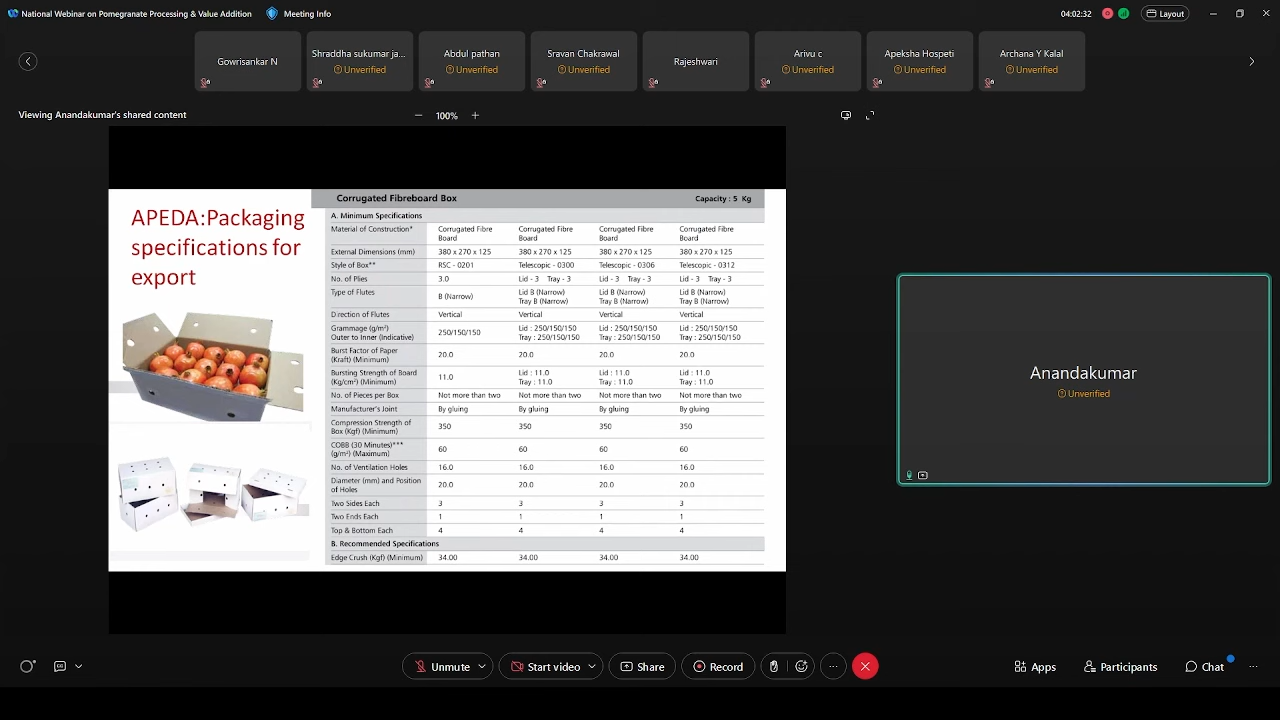 National Webinar on Pomegranate Processing & Value Addition Meeting Info 04:02:32 Layout
Gowrisankar N
Shraddha sukumar ja...
Unverified
Abdul pathan
Unverified
Sravan Chakrawal
Unverified
Rajeshwari
Arivu c
Unverified
Apeksha Hospeti
Unverified
Archana Y Kalal
Unverified
Viewing Anandakumar's shared content 100%
APEDA:Packaging
specifications for
export
Corrugated Fibreboard Box Capacity : 5 Kg
A. Minimum Specifications
Material of Construction* Corrugated Fibre Board Corrugated Fibre Board Corrugated Fibre Board Corrugated Fibre Board
External Dimensions (mm) 380 x 270 x 125 380 x 270 x 125 380 x 270 x 125 380 x 270 x 125
Style of Box** RSC - 0201 Telescopic - 0300 Telescopic - 0306 Telescopic - 0312
No. of Plies 3.0 Lid - 3 Tray - 3 Lid - 3 Tray - 3 Lid - 3 Tray - 3
Type of Flutes B (Narrow) Lid B (Narrow) Lid B (Narrow) Lid B (Narrow)
Tray B (Narrow) Tray B (Narrow) Tray B (Narrow)
Direction of Flutes Vertical Vertical Vertical Vertical
Grammage (g/m²) Lid : 250/150/150 Lid : 250/150/150 Lid : 250/150/150
Outer to Inner (Indicative) 250/150/150 Tray : 250/150/150 Tray : 250/150/150 Tray : 250/150/150
Burst Factor of Paper
(Kraft) (Minimum) 20.0 20.0 20.0 20.0
Bursting Strength of Board Lid : 11.0 Lid : 11.0 Lid : 11.0
(Kg/cm²) (Minimum) 11.0 Tray : 11.0 Tray : 11.0 Tray : 11.0
No. of Pieces per Box Not more than two Not more than two Not more than two Not more than two
Manufacturer's Joint By gluing By gluing By gluing By gluing
Compression Strength of
Box (Kgf) (Minimum) 350 350 350 350
COBB (30 Minutes)***
(g/m²) (Maximum) 60 60 60 60
No. of Ventilation Holes 16.0 16.0 16.0 16.0
Diameter (mm) and Position
of Holes 20.0 20.0 20.0 20.0
Two Sides Each 3 3 3 3
Two Ends Each 1 1 1 1
Top & Bottom Each 4 4 4 4
B. Recommended Specifications
Edge Crush (Kgf) (Minimum) 34.00 34.00 34.00 34.00
Anandakumar
Unverified
Unmute Start video Share Record Apps Participants Chat